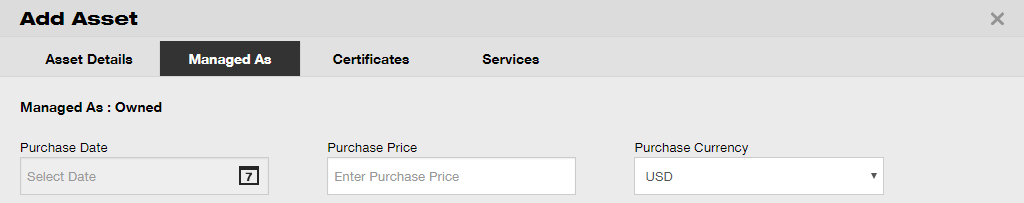 Add Asset ×
Asset Details Managed As Certificates Services
Managed As : Owned
Purchase Date Purchase Price Purchase Currency
Select Date 7 Enter Purchase Price USD